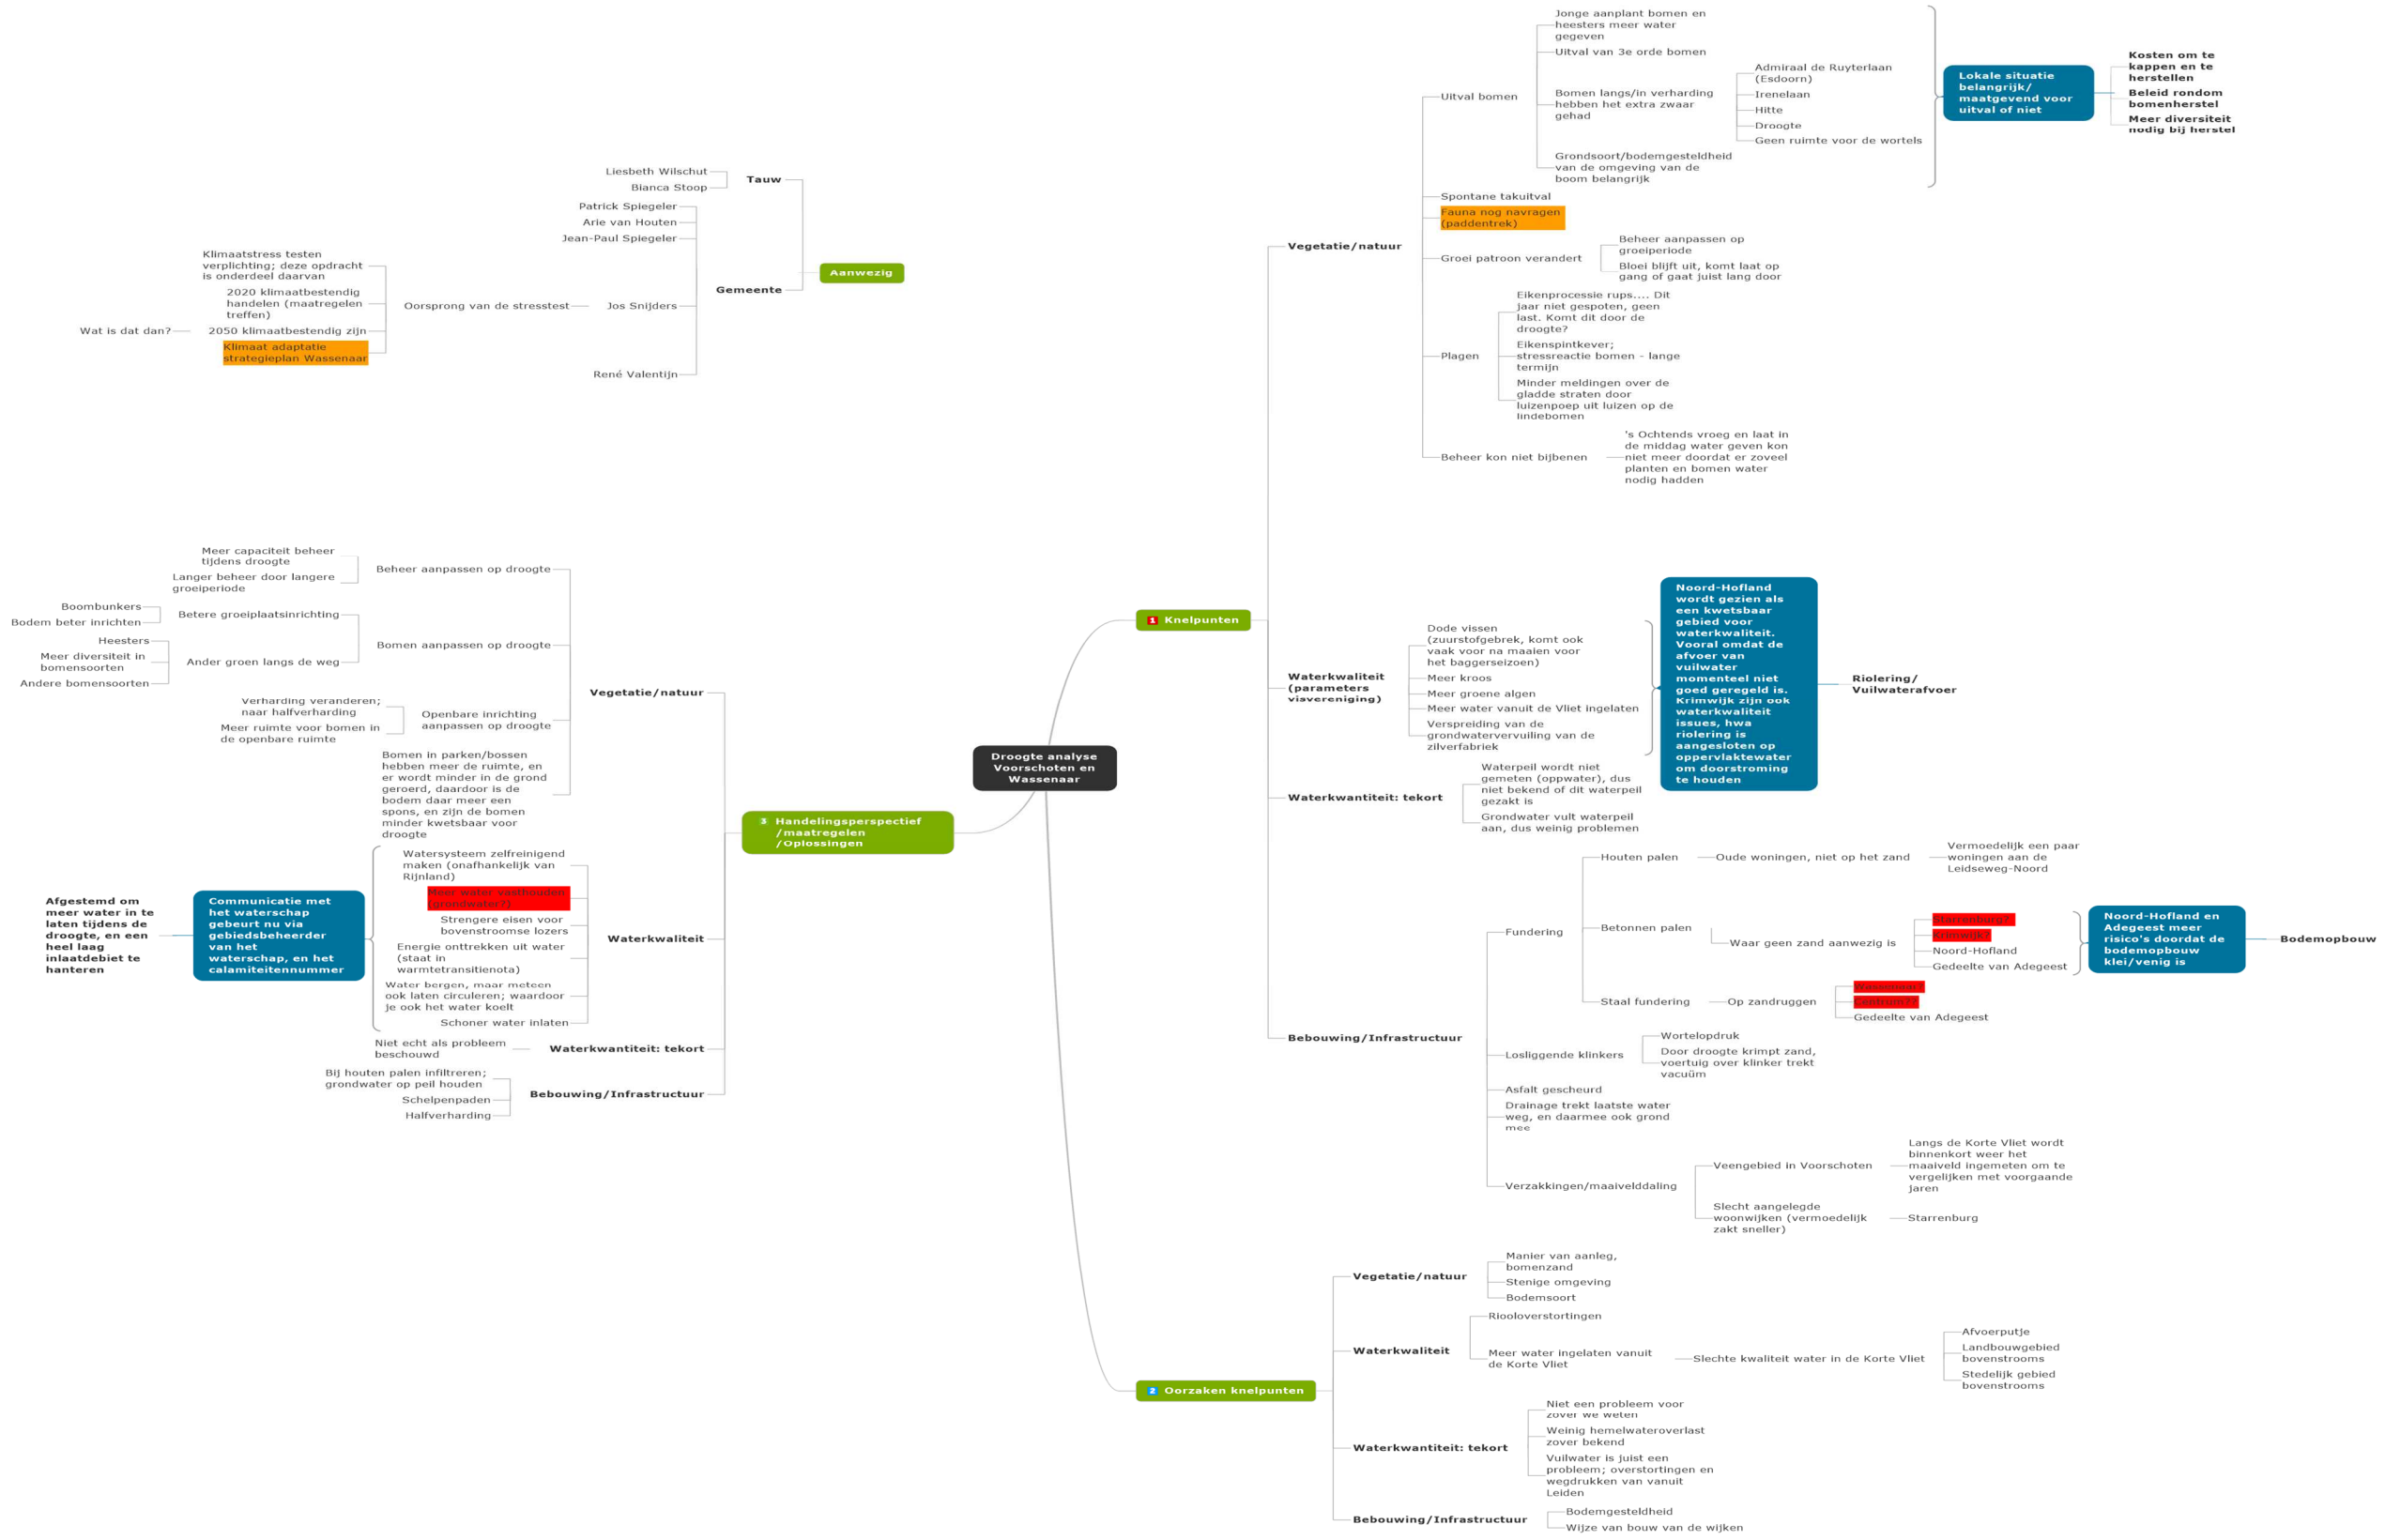 Droogte analyse
Voorschoten en
Wassenaar
Aanwezig
Tauw
Liesbeth Wilschut
Bianca Stoop
Gemeente
Patrick Spiegeler
Arie van Houten
Jean-Paul Spiegeler
Jos Snijders
Oorsprong van de stresstest
Klimaatstress testen
verplichting; deze opdracht
is onderdeel daarvan
2020 klimaatbestendig
handelen (maatregelen
treffen)
2050 klimaatbestendig zijn
Wat is dat dan?
Klimaat adaptatie
strategieplan Wassenaar
René Valentijn
1 Knelpunten
Vegetatie/natuur
Uitval bomen
Jonge aanplant bomen en
heesters meer water
gegeven
Uitval van 3e orde bomen
Bomen langs/in verharding
hebben het extra zwaar
gehad
Admiraal de Ruyterlaan
(Esdoorn)
Irenelaan
Hitte
Droogte
Geen ruimte voor de wortels
Grondsoort/bodemgesteldheid
van de omgeving van de
boom belangrijk
Lokale situatie
belangrijk/
maatgevend voor
uitval of niet
Kosten om te
kappen en te
herstellen
Beleid rondom
bomenherstel
Meer diversiteit
nodig bij herstel
Spontane takuitval
Fauna nog navragen
(paddentrek)
Groei patroon verandert
Beheer aanpassen op
groeiperiode
Bloei blijft uit, komt laat op
gang of gaat juist lang door
Plagen
Eikenprocessie rups.... Dit
jaar niet gespoten, geen
last. Komt dit door de
droogte?
Eikenspintkever;
stressreactie bomen - lange
termijn
Minder meldingen over de
gladde straten door
luizenpoep uit luizen op de
lindebomen
Beheer kon niet bijbenen
's Ochtends vroeg en laat in
de middag water geven kon
niet meer doordat er zoveel
planten en bomen water
nodig hadden
Waterkwaliteit
(parameters
visvereniging)
Dode vissen
(zuurstofgebrek, komt ook
vaak voor na maaien voor
het baggerseizoen)
Meer kroos
Meer groene algen
Meer water vanuit de Vliet ingelaten
Verspreiding van de
grondwatervervuiling van de
zilverfabriek
Noord-Hofland
wordt gezien als
een kwetsbaar
gebied voor
waterkwaliteit.
Vooral omdat de
afvoer van
vuilwater
momenteel niet
goed geregeld is.
Krimwijk zijn ook
waterkwaliteit
issues, hwa
riolering is
aangesloten op
oppervlaktewater
om doorstroming
te houden
Riolering/
Vuilwaterafvoer
Waterkwantiteit: tekort
Waterpeil wordt niet
gemeten (oppwater), dus
niet bekend of dit waterpeil
gezakt is
Grondwater vult waterpeil
aan, dus weinig problemen
Bebouwing/Infrastructuur
Fundering
Houten palen
Oude woningen, niet op het zand
Vermoedelijk een paar
woningen aan de
Leidseweg-Noord
Betonnen palen
Waar geen zand aanwezig is
Starrenburg?
Krimwijk?
Noord-Hofland
Gedeelte van Adegeest
Noord-Hofland en
Adegeest meer
risico's doordat de
bodemopbouw
klei/venig is
Bodemopbouw
Staal fundering
Op zandruggen
Wassenaar?
Centrum??
Gedeelte van Adegeest
Losliggende klinkers
Wortelopdruk
Door droogte krimpt zand,
voertuig over klinker trekt
vacuüm
Asfalt gescheurd
Drainage trekt laatste water
weg, en daarmee ook grond
mee
Verzakkingen/maaivelddaling
Veengebied in Voorschoten
Langs de Korte Vliet wordt
binnenkort weer het
maaiveld ingemeten om te
vergelijken met voorgaande
jaren
Slecht aangelegde
woonwijken (vermoedelijk
zakt sneller)
Starrenburg
2 Oorzaken knelpunten
Vegetatie/natuur
Manier van aanleg,
bomenzand
Stenige omgeving
Bodemsoort
Waterkwaliteit
Riooloverstortingen
Meer water ingelaten vanuit
de Korte Vliet
Slechte kwaliteit water in de Korte Vliet
Afvoerputje
Landbouwgebied
bovenstrooms
Stedelijk gebied
bovenstrooms
Waterkwantiteit: tekort
Niet een probleem voor
zover we weten
Weinig hemelwateroverlast
zover bekend
Vuilwater is juist een
probleem; overstortingen en
wegdrukken van vanuit
Leiden
Bebouwing/Infrastructuur
Bodemgesteldheid
Wijze van bouw van de wijken
3 Handelingsperspectief
/maatregelen
/Oplossingen
Vegetatie/natuur
Beheer aanpassen op droogte
Meer capaciteit beheer
tijdens droogte
Langer beheer door langere
groeiperiode
Bomen aanpassen op droogte
Betere groeiplaatsinrichting
Boombunkers
Bodem beter inrichten
Ander groen langs de weg
Heesters
Meer diversiteit in
bomensoorten
Andere bomensoorten
Openbare inrichting
aanpassen op droogte
Verharding veranderen;
naar halfverharding
Meer ruimte voor bomen in
de openbare ruimte
Bomen in parken/bossen
hebben meer de ruimte, en
er wordt minder in de grond
geroerd, daardoor is de
bodem daar meer een
spons, en zijn de bomen
minder kwetsbaar voor
droogte
Waterkwaliteit
Watersysteem zelfreinigend
maken (onafhankelijk van
Rijnland)
Meer water vasthouden
(grondwater?)
Strengere eisen voor
bovenstroomse lozers
Energie onttrekken uit water
(staat in
warmtetransitienota)
Water bergen, maar meteen
ook laten circuleren; waardoor
je ook het water koelt
Schoner water inlaten
Communicatie met
het waterschap
gebeurt nu via
gebiedsbeheerder
van het
waterschap, en het
calamiteitennummer
Afgestemd om
meer water in te
laten tijdens de
droogte, en een
heel laag
inlaatdebiet te
hanteren
Waterkwantiteit: tekort
Niet echt als probleem
beschouwd
Bebouwing/Infrastructuur
Bij houten palen infiltreren;
grondwater op peil houden
Schelpenpaden
Halfverharding